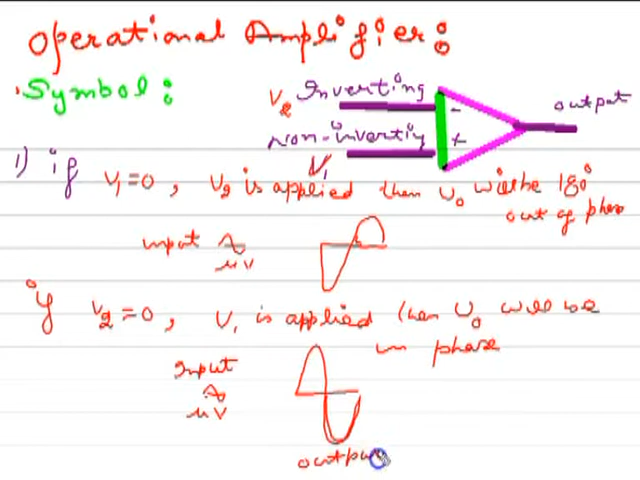 Operational Amplifier:
Symbol:
V2 Inverting
-
output
Non-inverting
+
V1
1) if V1=0, V2 is applied then V0 will be 180°
out of phase
input ~
μV
if V2=0, V1 is applied then V0 will be
in phase
Input
~
μV
output